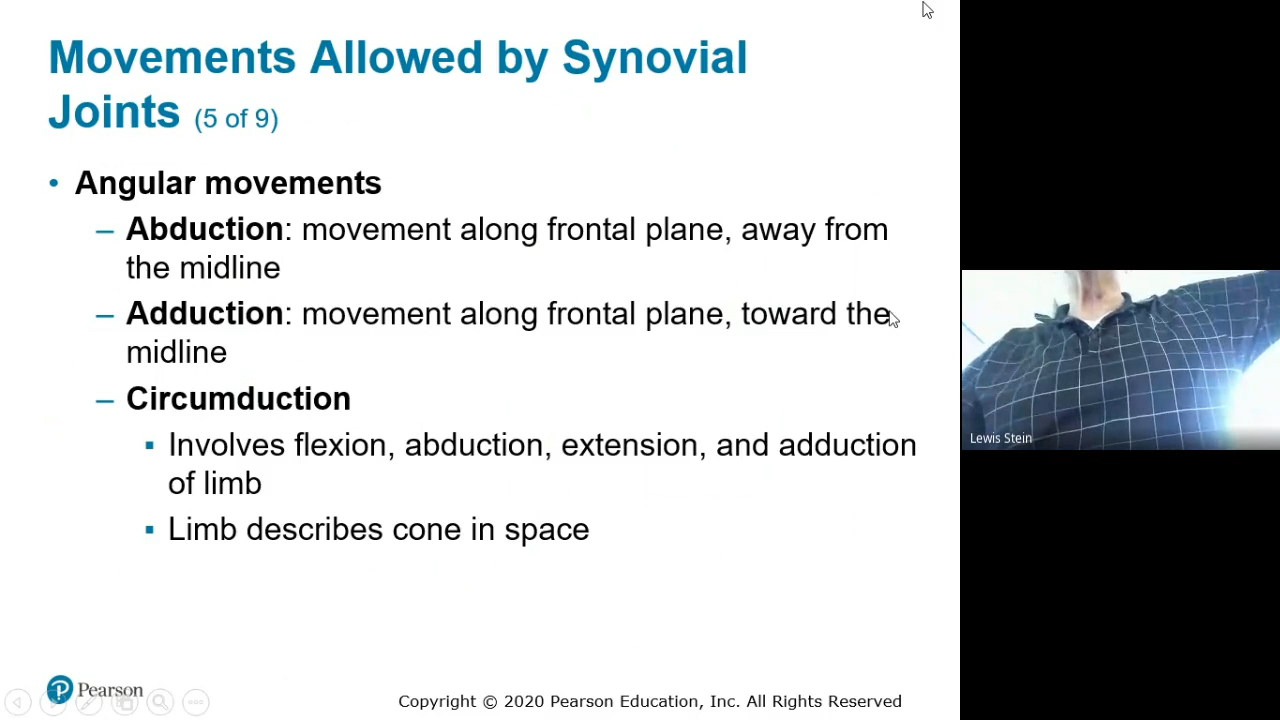 Movements Allowed by Synovial
Joints (5 of 9)
• Angular movements
– Abduction: movement along frontal plane, away from
the midline
– Adduction: movement along frontal plane, toward the
midline
– Circumduction
▪ Involves flexion, abduction, extension, and adduction
of limb
▪ Limb describes cone in space
Lewis Stein
Pearson
Copyright © 2020 Pearson Education, Inc. All Rights Reserved